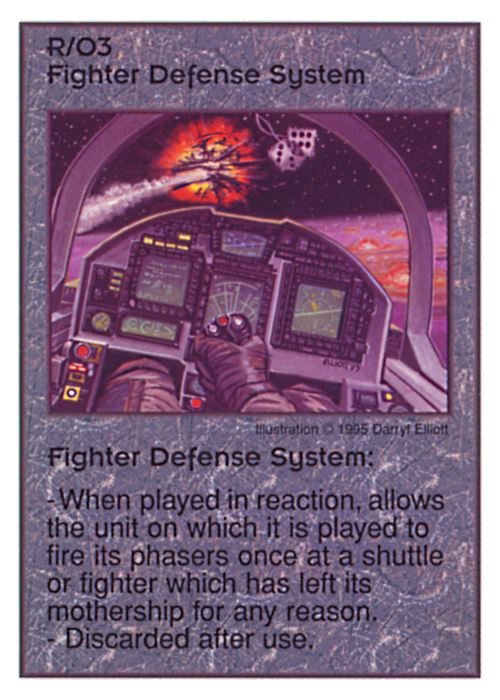 R/O3
Fighter Defense System
Illustration © 1995 Darryl Elliott
Fighter Defense System:
- When played in reaction, allows
the unit on which it is played to
fire its phasers once at a shuttle
or fighter which has left its
mothership for any reason.
- Discarded after use.